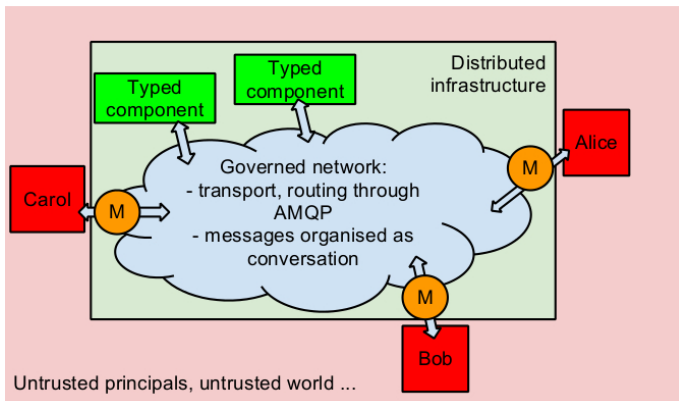 Distributed
infrastructure
Typed
component
Typed
component
Alice
M
Governed network:
- transport, routing through
AMQP
- messages organised as
conversation
Carol
M
M
Bob
Untrusted principals, untrusted world ...